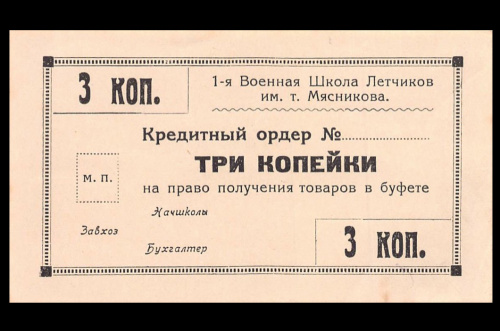 3 КОП.
1-я Военная Школа Летчиков
им. т. Мясникова.
Кредитный ордер №
ТРИ КОПЕЙКИ
м. п.
на право получения товаров в буфете
Начшколы
Завхоз
Бухгалтер
3 КОП.